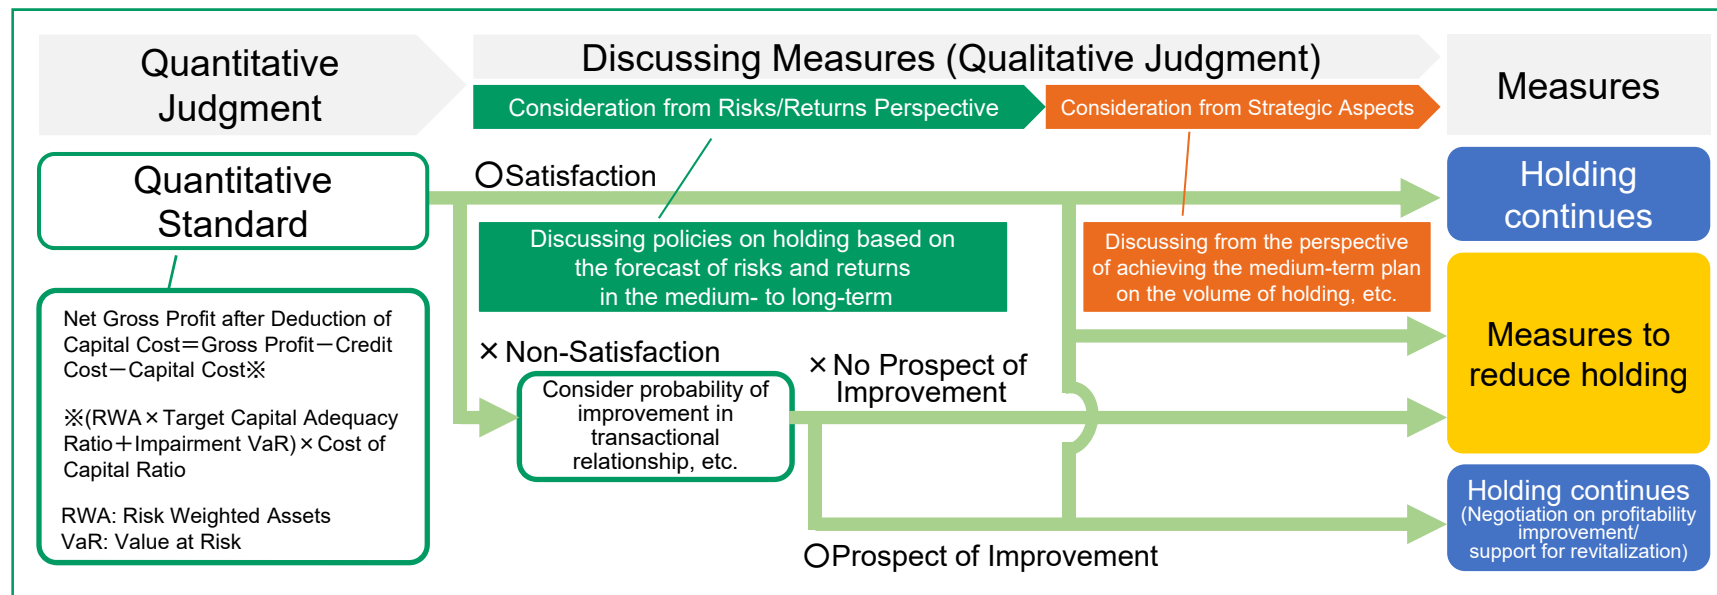 Quantitative
Judgment
Discussing Measures (Qualitative Judgment)
Consideration from Risks/Returns Perspective
Consideration from Strategic Aspects
Measures
Quantitative
Standard
○Satisfaction
Holding
continues
Discussing policies on holding based on
the forecast of risks and returns
in the medium- to long-term
Discussing from the perspective
of achieving the medium-term plan
on the volume of holding, etc.
Net Gross Profit after Deduction of
Capital Cost＝Gross Profit－Credit
Cost－Capital Cost※
※(RWA×Target Capital Adequacy
Ratio＋Impairment VaR)×Cost of
Capital Ratio
RWA: Risk Weighted Assets
VaR: Value at Risk
×Non-Satisfaction
Consider probability of
improvement in
transactional
relationship, etc.
×No Prospect of
Improvement
Measures to
reduce holding
○Prospect of Improvement
Holding continues
(Negotiation on profitability
improvement/
support for revitalization)